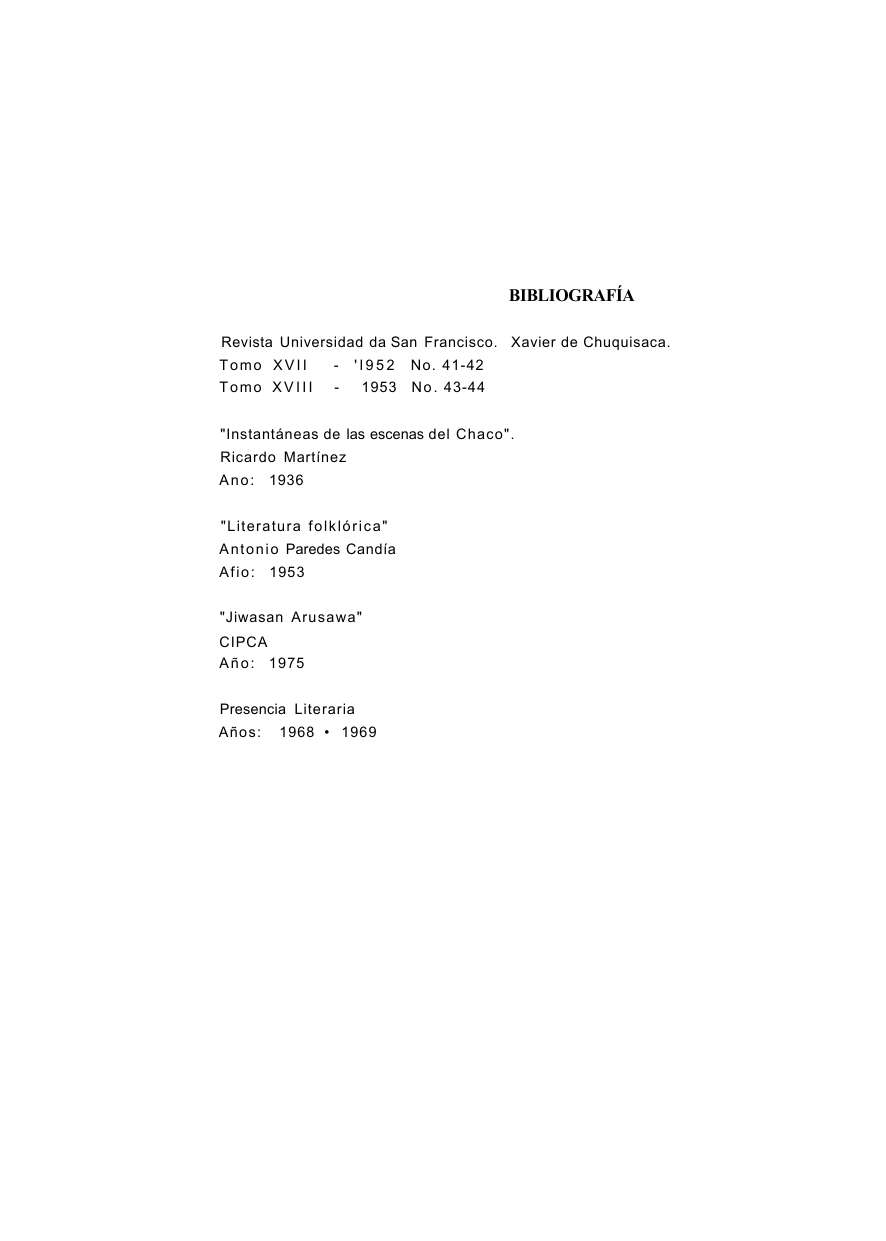 BIBLIOGRAFÍA
Revista Universidad da San Francisco. Xavier de Chuquisaca.
Tomo XVII - 'l952 No. 41-42
Tomo XVIII - 1953 No. 43-44
"Instantáneas de las escenas del Chaco".
Ricardo Martínez
Ano: 1936
"Literatura folklórica"
Antonio Paredes Candía
Afio: 1953
"Jiwasan Arusawa"
CIPCA
Año: 1975
Presencia Literaria
Años: 1968 • 1969